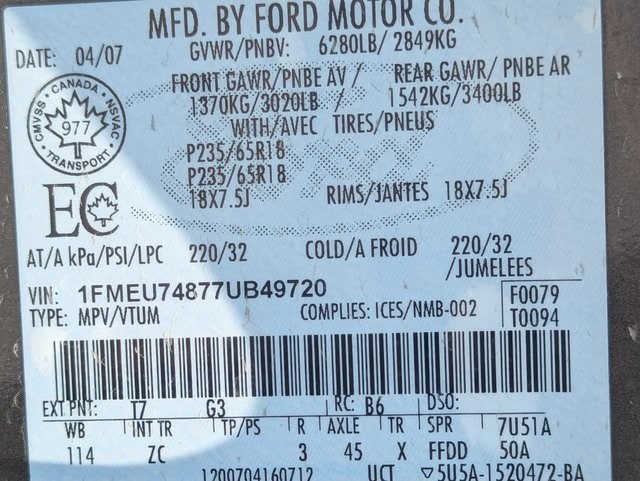 MFD. BY FORD MOTOR CO.
DATE: 04/07 GVWR/PNBV: 6280LB/ 2849KG
FRONT GAWR/PNBE AV / REAR GAWR/ PNBE AR
1370KG/3020LB / 1542KG/3400LB
WITH/AVEC TIRES/PNEUS
CANADA
CMVSS NSVAC
977
TRANSPORT
P235/65R18
P235/65R18
18X7.5J RIMS/JANTES 18X7.5J
EC
AT/A kPa/PSI/LPC 220/32 COLD/A FROID 220/32
/JUMELEES
VIN: 1FMEU74877UB49720 F0079
TYPE: MPV/VTUM COMPLIES: ICES/NMB-002 T0094
EXT PNT: T7 G3 RC: B6 DSO:
WB INT TR TP/PS R AXLE TR SPR 7U51A
114 ZC 3 45 X FFDD 50A
1200704160712 UCT ▽5U5A-1520472-BA